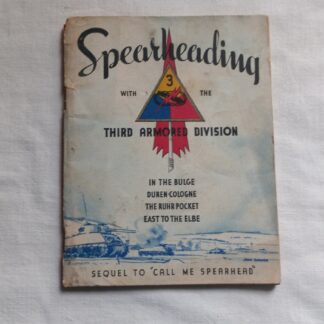 Spearheading
3
WITH THE
THIRD ARMORED DIVISION
IN THE BULGE
DUREN COLOGNE
THE RUHR POCKET
EAST TO THE ELBE
SEQUEL TO "CALL ME SPEARHEAD"